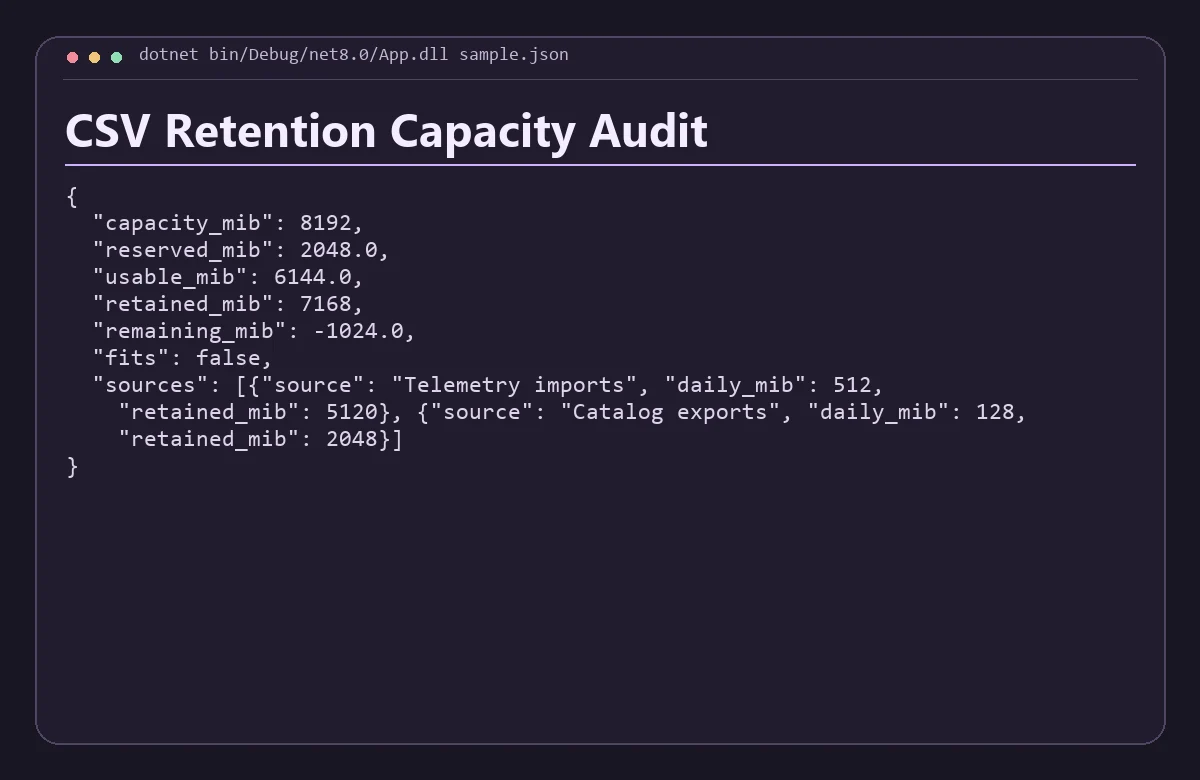 dotnet bin/Debug/net8.0/App.dll sample.json
CSV Retention Capacity Audit
{
  "capacity_mib": 8192,
  "reserved_mib": 2048.0,
  "usable_mib": 6144.0,
  "retained_mib": 7168,
  "remaining_mib": -1024.0,
  "fits": false,
  "sources": [{"source": "Telemetry imports", "daily_mib": 512,
    "retained_mib": 5120}, {"source": "Catalog exports", "daily_mib": 128,
    "retained_mib": 2048}]
}